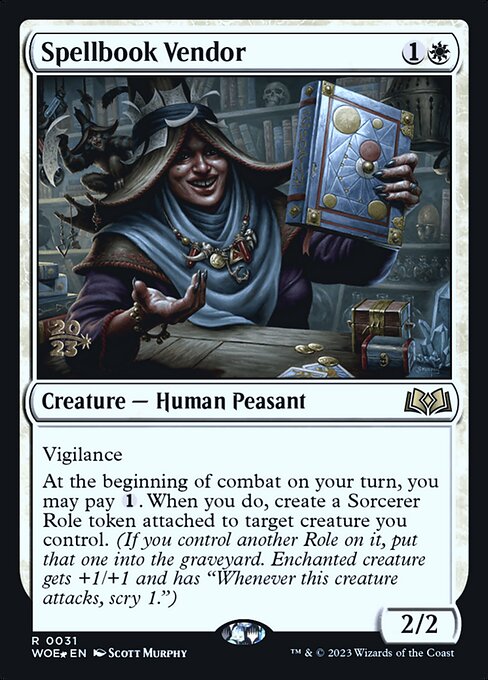 Spellbook Vendor 1
20
23
Creature — Human Peasant
Vigilance
At the beginning of combat on your turn, you
may pay 1. When you do, create a Sorcerer
Role token attached to target creature you
control. (If you control another Role on it, put
that one into the graveyard. Enchanted creature
gets +1/+1 and has “Whenever this creature
attacks, scry 1.”)
2/2
R 0031
WOE★EN Scott Murphy ™ & © 2023 Wizards of the Coast